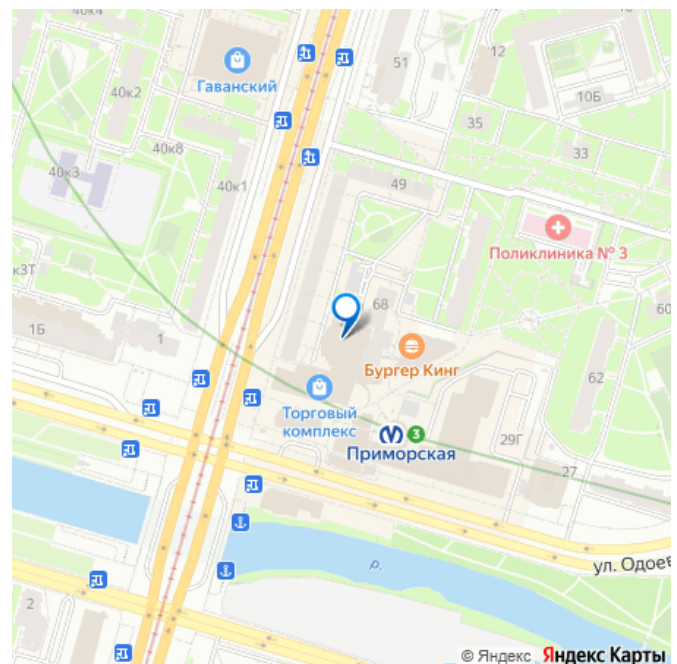 40к4
40к2
Гаванский
51
12
10Б
35
33
40к8
40к3
40к1
49
Поликлиника № 3
к3Т
68
60
1Б
1
Бургер Кинг
62
Торговый
комплекс
3
Приморская
29Г
27
ул. Одоев
р.
2
© Яндекс Яндекс Карты